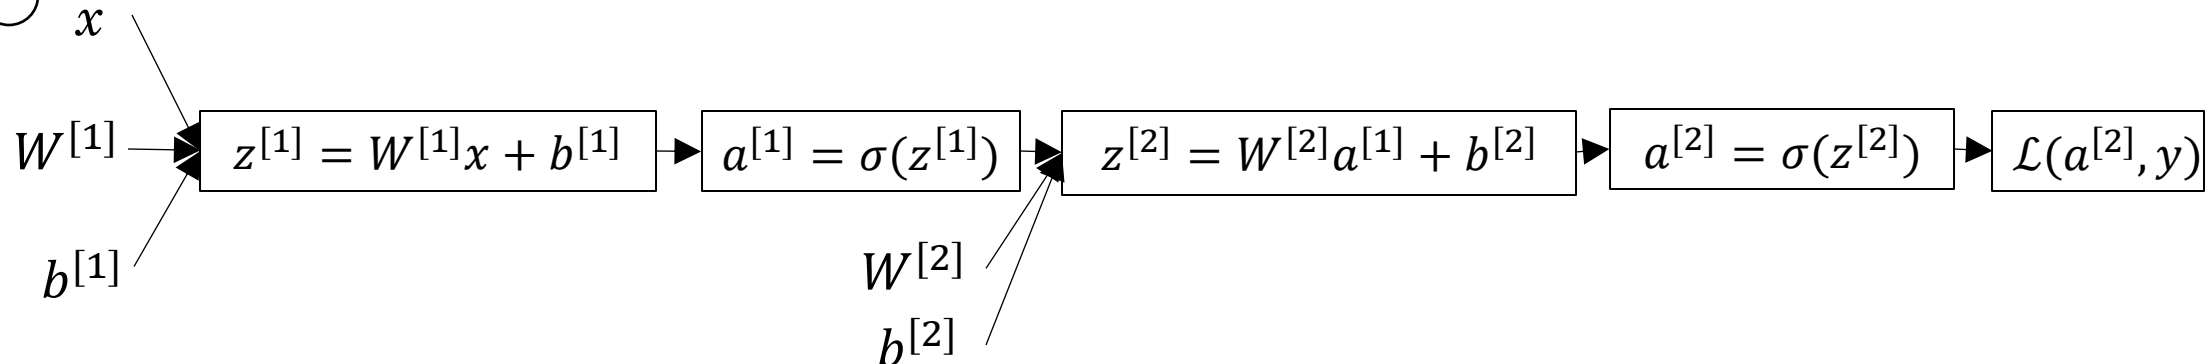 x
W^{[1]}
b^{[1]}
z^{[1]} = W^{[1]}x + b^{[1]}
a^{[1]} = σ(z^{[1]})
z^{[2]} = W^{[2]}a^{[1]} + b^{[2]}
a^{[2]} = σ(z^{[2]})
ℒ(a^{[2]}, y)
W^{[2]}
b^{[2]}